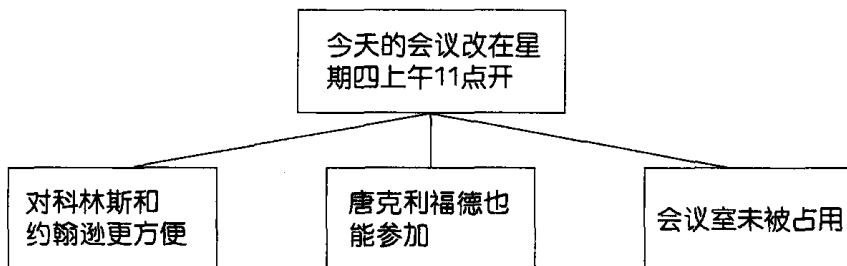 今天的会议改在星
期四上午11点开
对科林斯和
约翰逊更方便
唐克利福德也
能参加
会议室未被占用